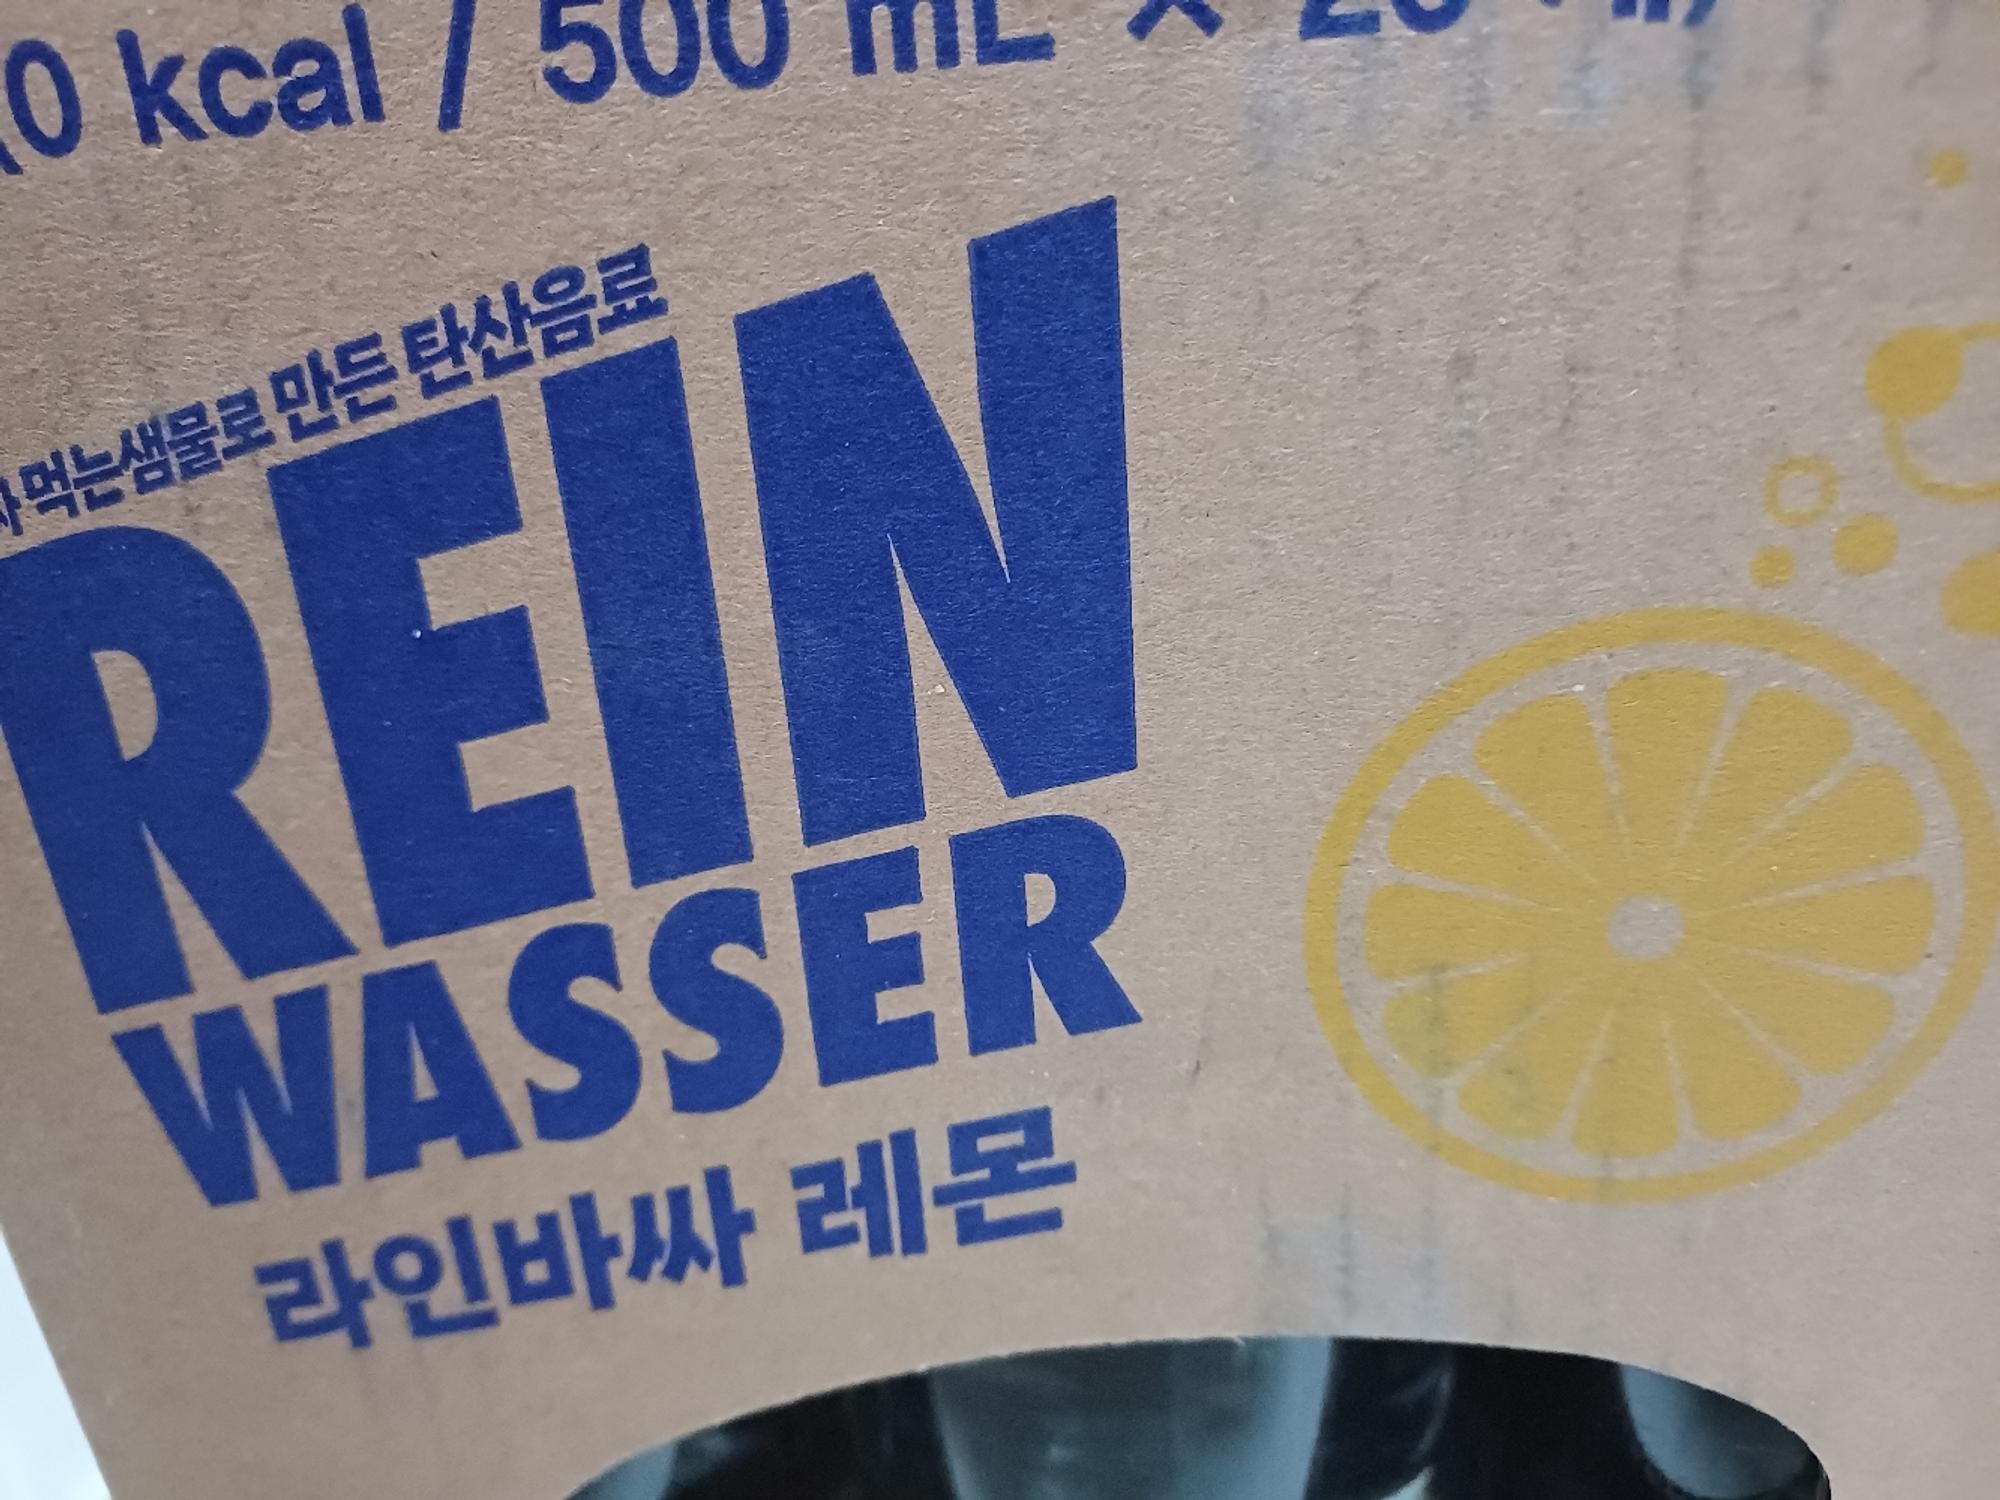 0 kcal / 500 mL ×
먹는샘물로 만든 탄산음료
REIN
WASSER
라인바싸 레몬